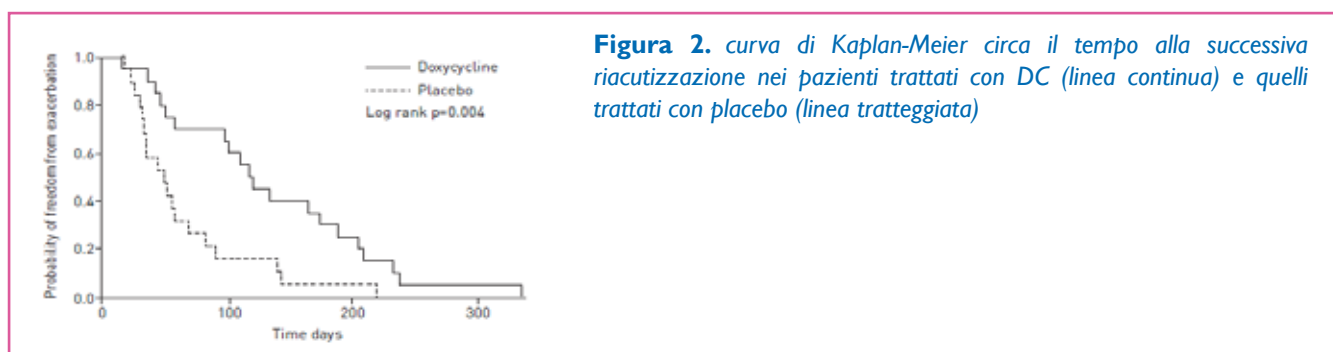 1.0
0.8
0.6
0.4
0.2
0.0
Probability of freedom from exacerbation
0
100
200
300
Time days
Doxycycline
Placebo
Log rank p=0.004
Figura 2. curva di Kaplan-Meier circa il tempo alla successiva
riacutizzazione nei pazienti trattati con DC (linea continua) e quelli
trattati con placebo (linea tratteggiata)